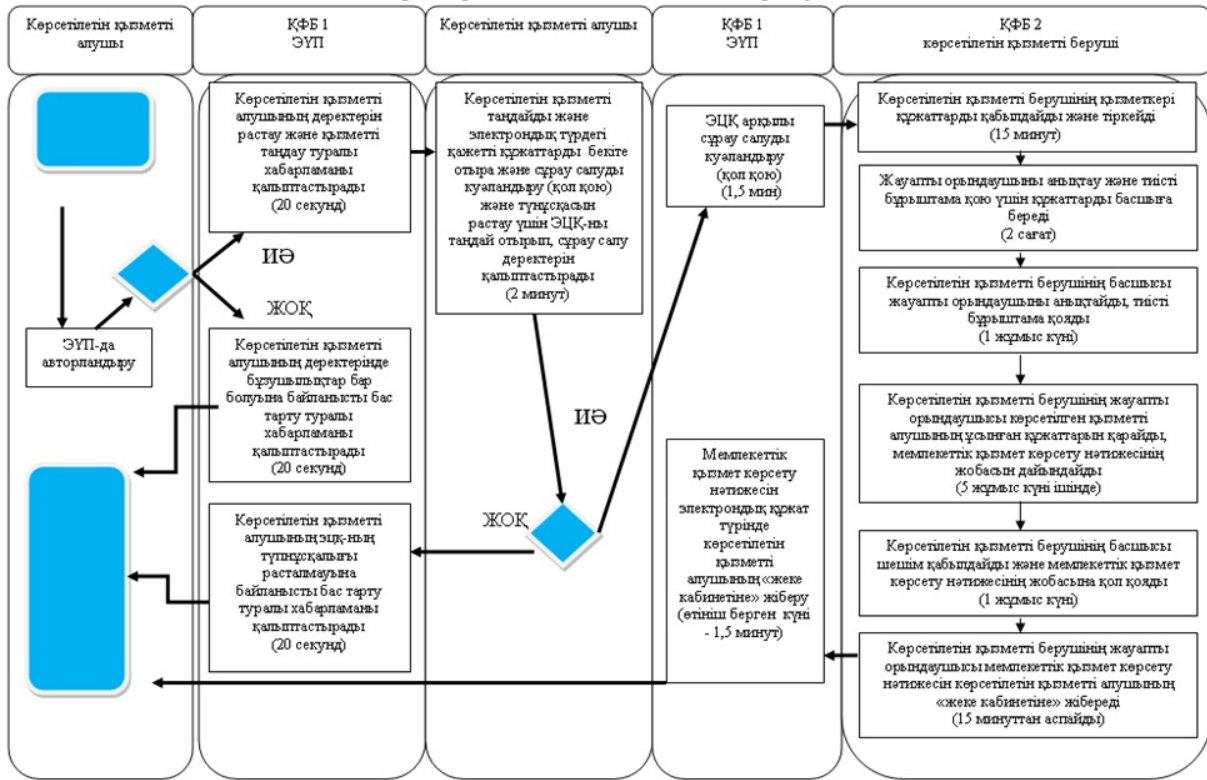 Көрсетілетін қызметті
алушы
ҚФБ 1
ЭҮП
Көрсетілетін қызметті алушы
ҚФБ 1
ЭҮП
ҚФБ 2
көрсетілетін қызметті беруші
ЭҮП-да
авторландыру
Көрсетілетін қызметті
алушының деректерін
растау және қызметті
таңдау туралы
хабарламаны
қалыптастырады
(20 секунд)
ИӘ
ЖОҚ
Көрсетілетін қызметті
алушының деректерінде
бұзушылықтар бар
болуына байланысты бас
тарту туралы
хабарламаны
қалыптастырады
(20 секунд)
Көрсетілетін қызметті
алушының эцқ-ның
түпнұсқалығы
расталмауына
байланысты бас тарту
туралы хабарламаны
қалыптастырады
(20 секунд)
Көрсетілетін қызметті
таңдайды және
электрондық түрдегі
қажетті құжаттарды бекіте
отыра және сұрау салуды
куәландыру (қол қою)
және түнұсқасын
растау үшін ЭЦҚ-ны
таңдай отырып, сұрау салу
деректерін
қалыптастырады
(2 минут)
ИӘ
ЖОҚ
ЭЦҚ арқылы
сұрау салуды
куәландыру
(қол қою)
(1,5 мин)
Мемлекеттік
қызмет көрсету
нәтижесін
электрондық құжат
түрінде
көрсетілетін
қызметті
алушының «жеке
кабинетіне» жіберу
(өтініш берген күні
- 1,5 минут)
Көрсетілетін қызметті берушінің қызметкері
құжаттарды қабылдайды және тіркейді
(15 минут)
Жауапты орындаушыны анықтау және тиісті
бұрыштама қою үшін құжаттарды басшыға
береді
(2 сағат)
Көрсетілетін қызметті берушінің басшысы
жауапты орындаушыны анықтайды, тиісті
бұрыштама қояды
(1 жұмыс күні)
Көрсетілетін қызметті берушінің жауапты
орындаушысы көрсетілген қызметті
алушының ұсынған құжаттарын қарайды,
мемлекеттік қызмет көрсету нәтижесінің
жобасын дайындайды
(5 жұмыс күні ішінде)
Көрсетілетін қызметті берушінің басшысы
шешім қабылдайды және мемлекеттік қызмет
көрсету нәтижесінің жобасына қол қояды
(1 жұмыс күні)
Көрсетілетін қызметті берушінің жауапты
орындаушысы мемлекеттік қызмет көрсету
нәтижесін көрсетілетін қызметті алушының
«жеке кабинетіне» жібереді
(15 минуттан аспайды)